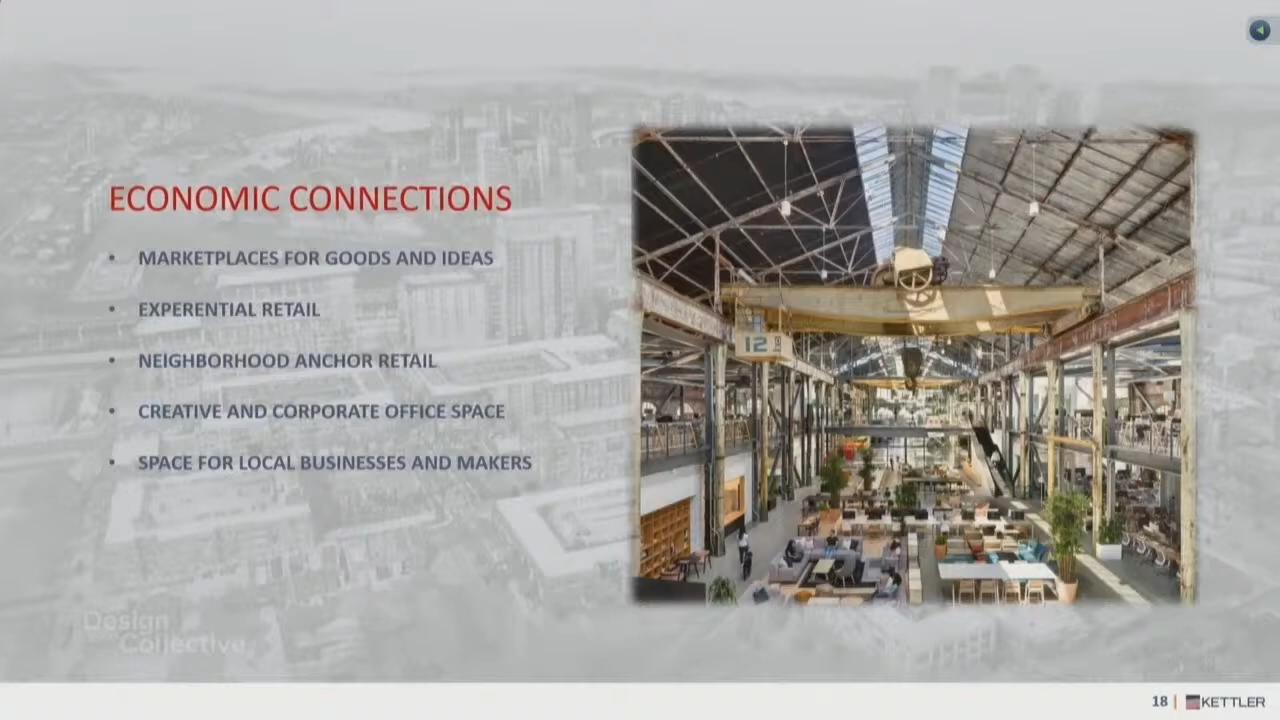 ECONOMIC CONNECTIONS
• MARKETPLACES FOR GOODS AND IDEAS
• EXPERENTIAL RETAIL
• NEIGHBORHOOD ANCHOR RETAIL
• CREATIVE AND CORPORATE OFFICE SPACE
• SPACE FOR LOCAL BUSINESSES AND MAKERS
12
Design
Collective
18 | KETTLER